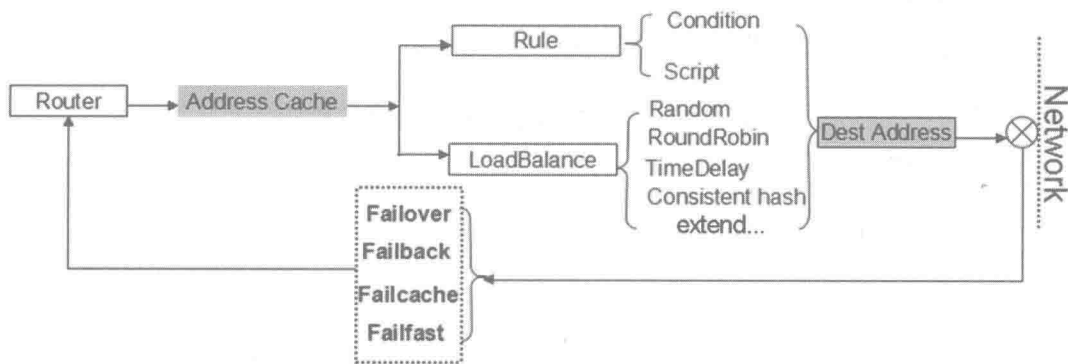 Router
Address Cache
Rule
Condition
Script
LoadBalance
Random
RoundRobin
TimeDelay
Consistent hash
extend...
Dest Address
Network
Failover
Failback
Failcache
Failfast